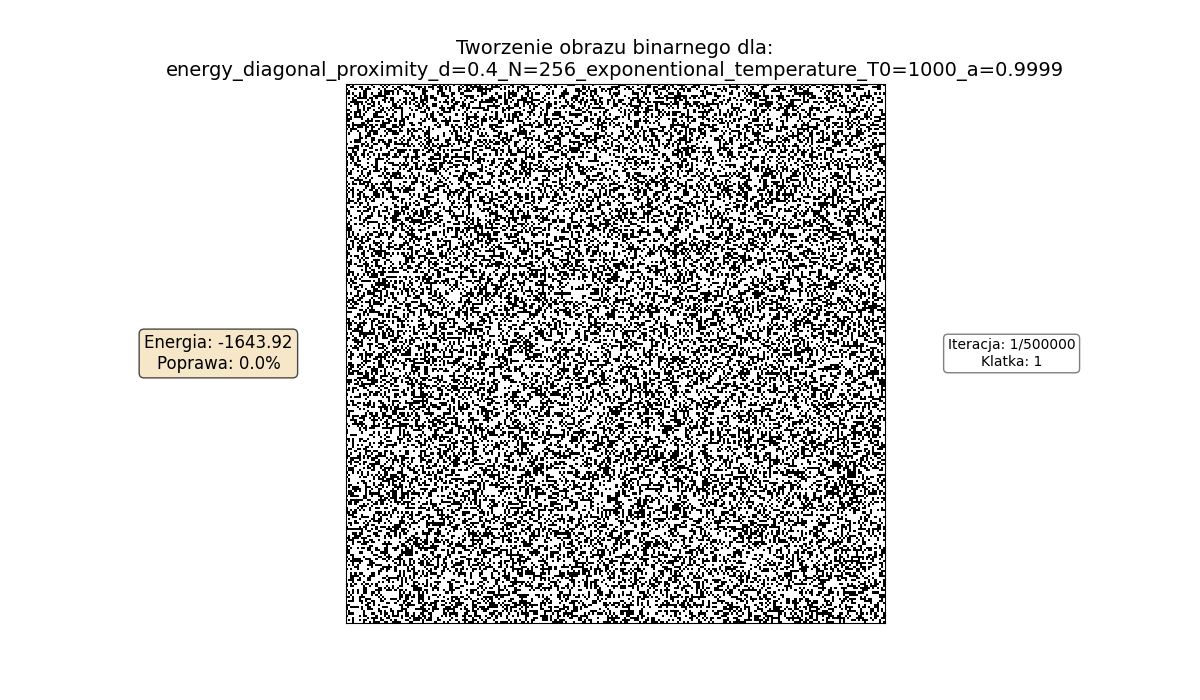 Tworzenie obrazu binarnego dla:
energy_diagonal_proximity_d=0.4_N=256_exponentional_temperature_T0=1000_a=0.9999
Energia: -1643.92
Poprawa: 0.0%
Iteracja: 1/500000
Klatka: 1